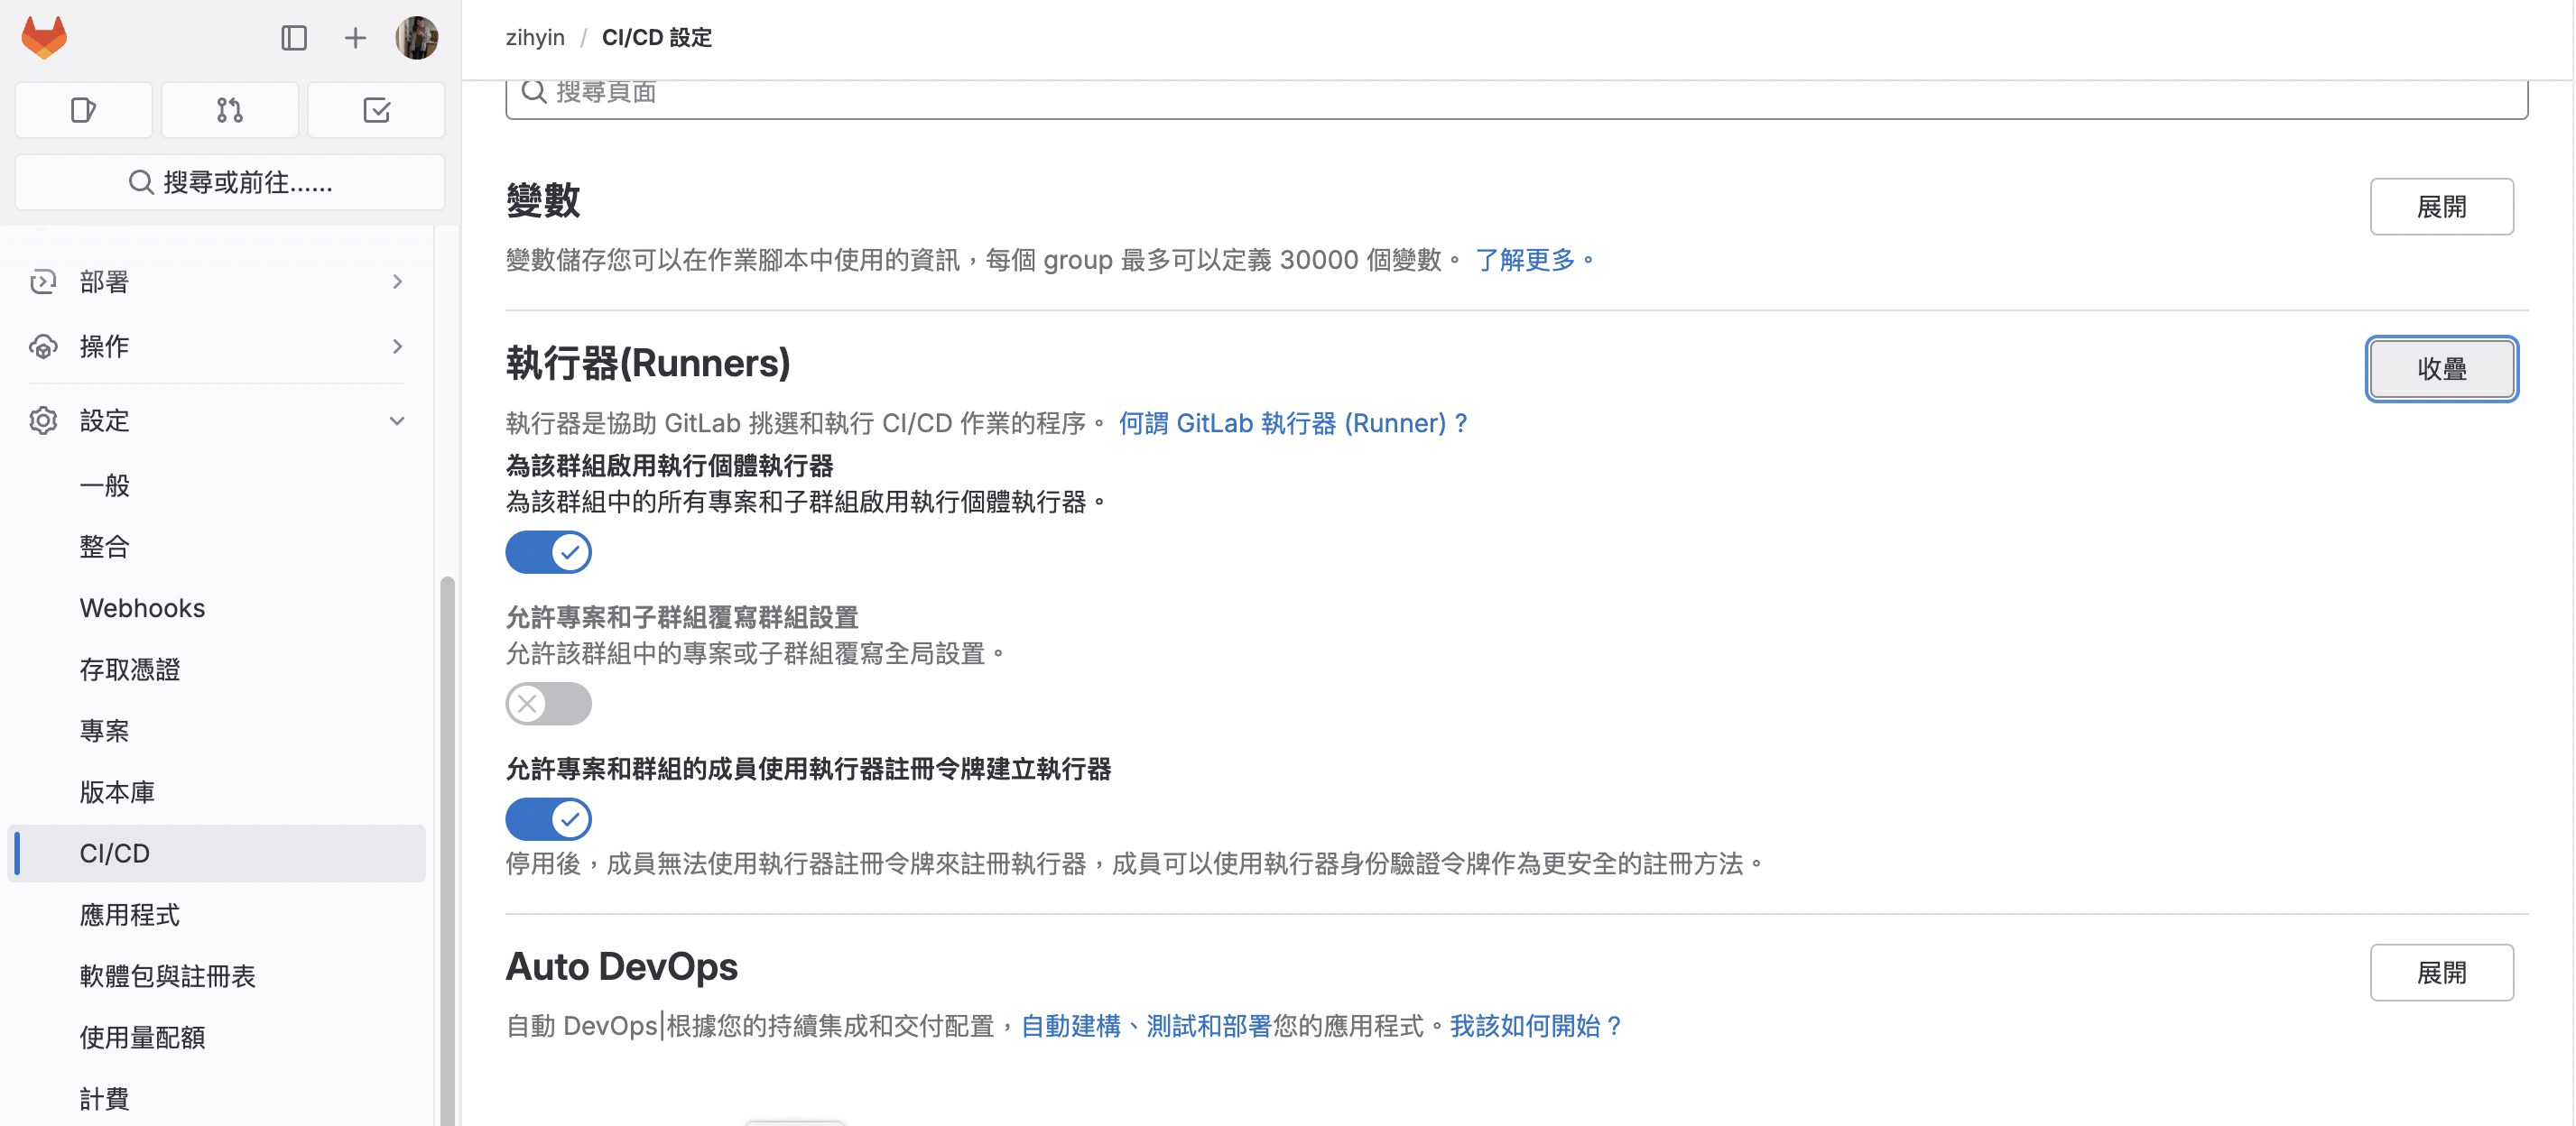 zihyin / CI/CD 設定
搜尋頁面
搜尋或前往......
部署
操作
設定
一般
整合
Webhooks
存取憑證
專案
版本庫
CI/CD
應用程式
軟體包與註冊表
使用量配額
計費
變數
展開
變數儲存您可以在作業腳本中使用的資訊，每個 group 最多可以定義 30000 個變數。 了解更多。
執行器(Runners)
收疊
執行器是協助 GitLab 挑選和執行 CI/CD 作業的程序。 何謂 GitLab 執行器 (Runner)？
為該群組啟用執行個體執行器
為該群組中的所有專案和子群組啟用執行個體執行器。
允許專案和子群組覆寫群組設置
允許該群組中的專案或子群組覆寫全局設置。
允許專案和群組的成員使用執行器註冊令牌建立執行器
停用後，成員無法使用執行器註冊令牌來註冊執行器，成員可以使用執行器身份驗證令牌作為更安全的註冊方法。
Auto DevOps
展開
自動 DevOps|根據您的持續集成和交付配置，自動建構、測試和部署您的應用程式。我該如何開始？